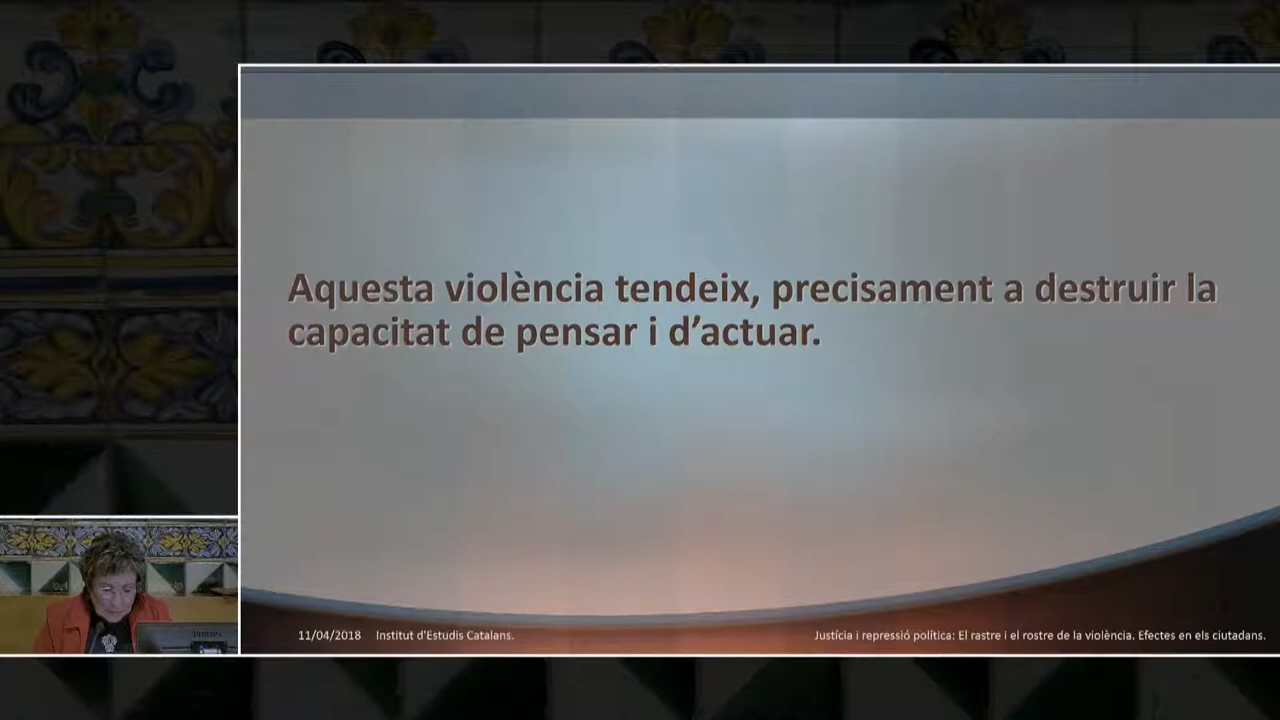 Aquesta violència tendeix, precisament a destruir la
capacitat de pensar i d’actuar.
11/04/2018 Institut d'Estudis Catalans.
Justícia i repressió política: El rastre i el rostre de la violència. Efectes en els ciutadans.
PHILIPS